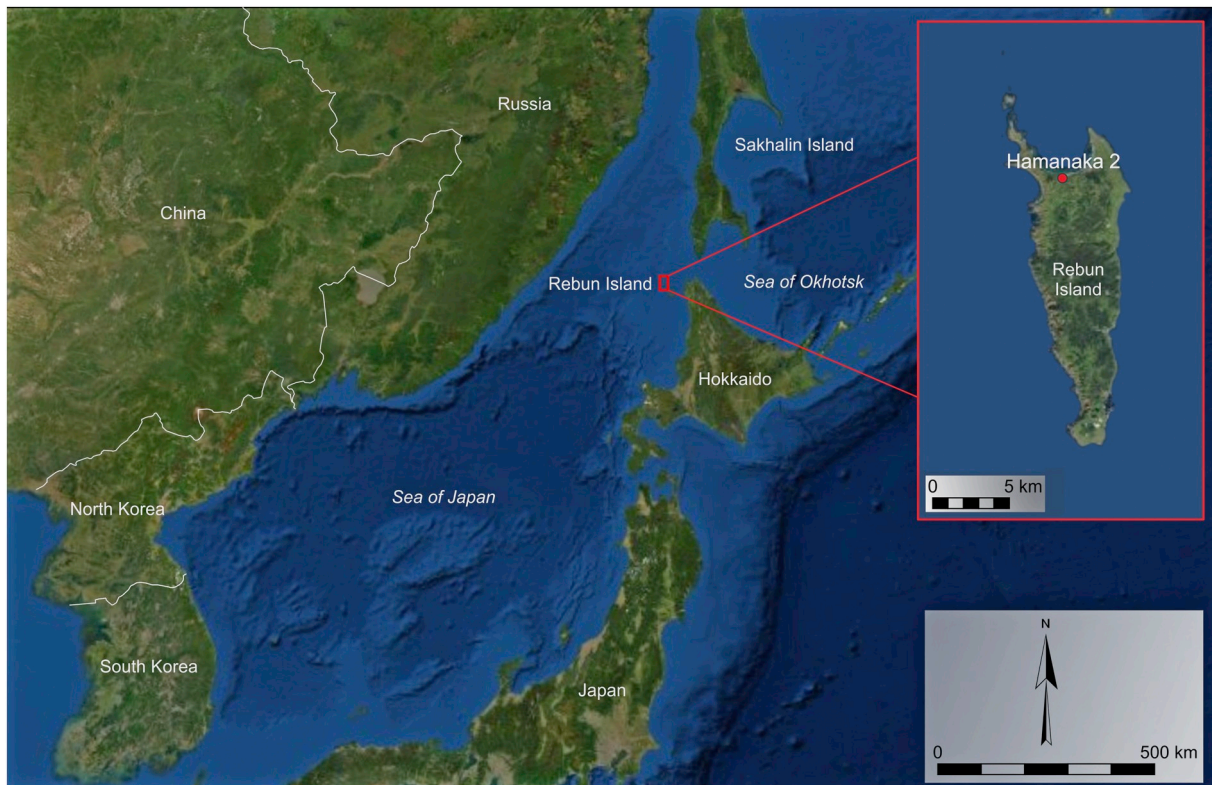 Russia
Sakhalin Island
China
Rebun Island
Sea of Okhotsk
Hokkaido
Sea of Japan
North Korea
South Korea
Japan
Hamanaka 2
Rebun
Island
0 5 km
N
0 500 km